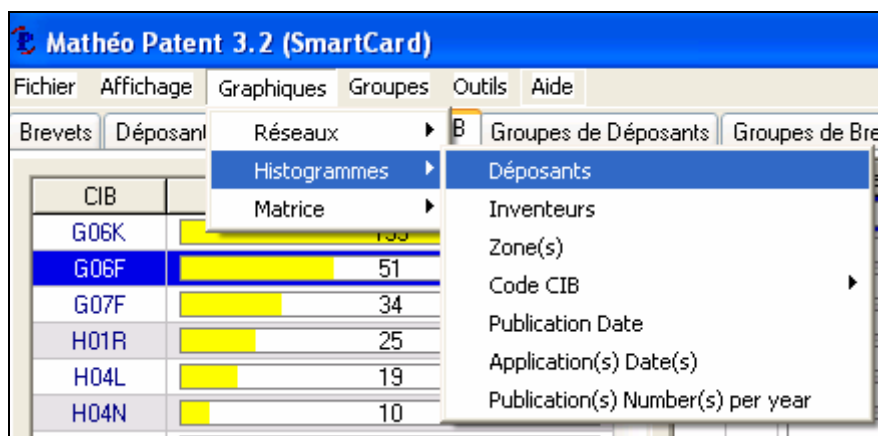 Mathéo Patent 3.2 (SmartCard)
Fichier Affichage Graphiques Groupes Outils Aide
Brevets B Groupes de Déposants Groupes de
Réseaux
Histogrammes
Matrice
Déposants
Inventeurs
Zone(s)
Code CIB
Publication Date
Application(s) Date(s)
Publication(s) Number(s) per year
CIB
G06K
G06F 51
G07F 34
H01R 25
H04L 19
H04N 10